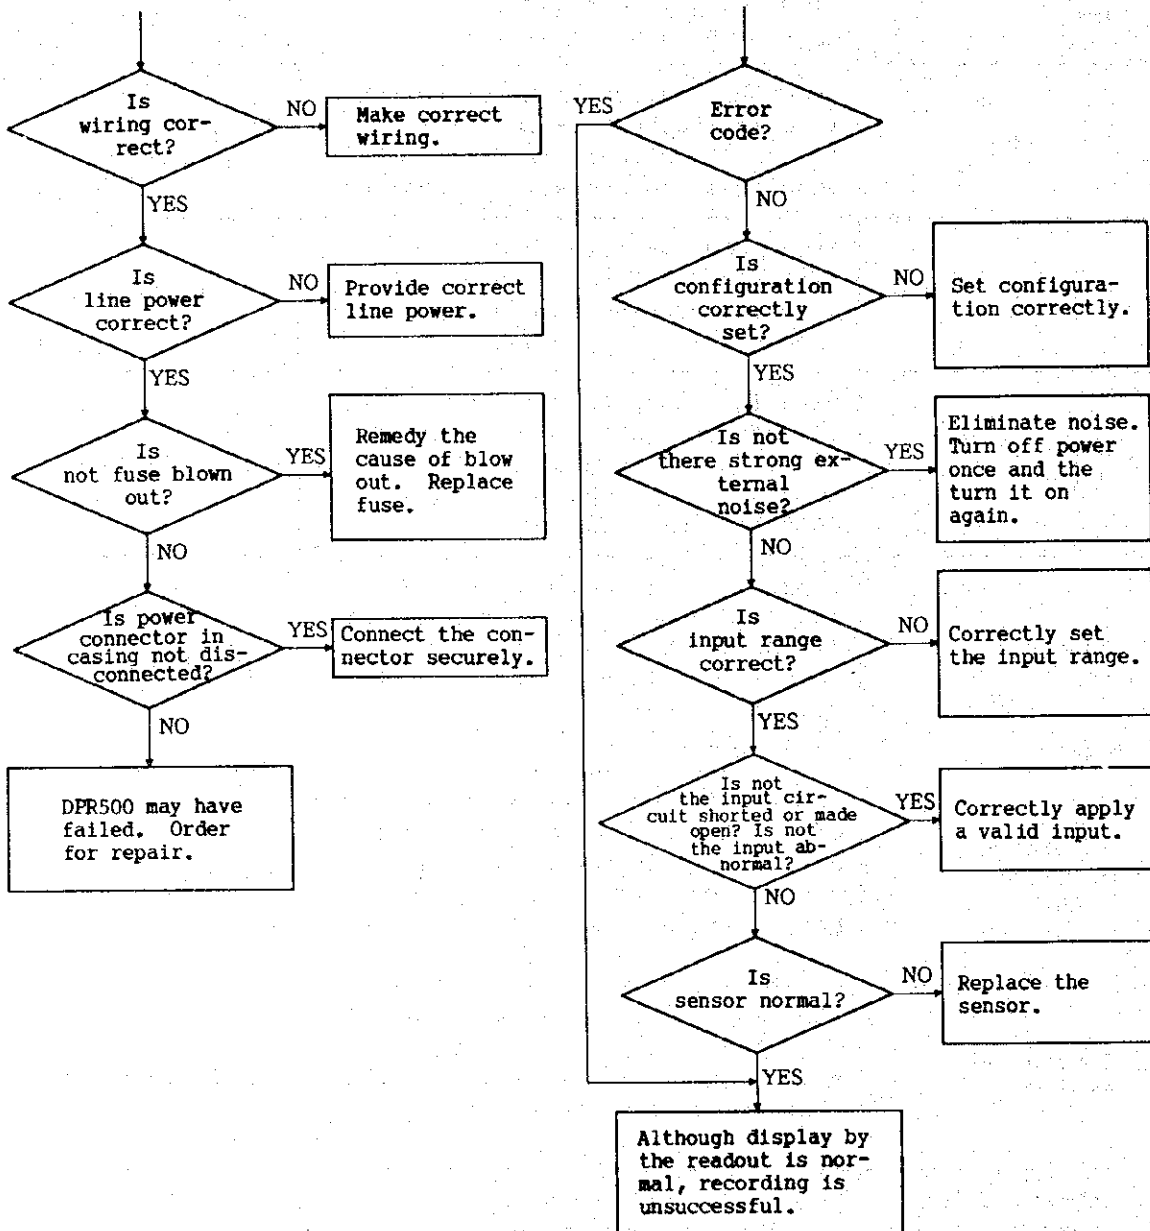 Is
wiring cor-
rect?
NO
Make correct
wiring.
YES
Is
line power
correct?
NO
Provide correct
line power.
YES
Is
not fuse blown
out?
YES
Remedy the
cause of blow
out. Replace
fuse.
NO
Is power
connector in
casing not dis-
connected?
YES
Connect the con-
nector securely.
NO
DPR500 may have
failed. Order
for repair.
YES
Error
code?
NO
Is
configuration
correctly
set?
NO
Set configura-
tion correctly.
YES
Is not
there strong ex-
ternal
noise?
YES
Eliminate noise.
Turn off power
once and the
turn it on
again.
NO
Is
input range
correct?
NO
Correctly set
the input range.
YES
Is not
the input cir-
cuit shorted or made
open? Is not
the input ab-
normal?
YES
Correctly apply
a valid input.
NO
Is
sensor normal?
NO
Replace the
sensor.
YES
Although display by
the readout is nor-
mal, recording is
unsuccessful.